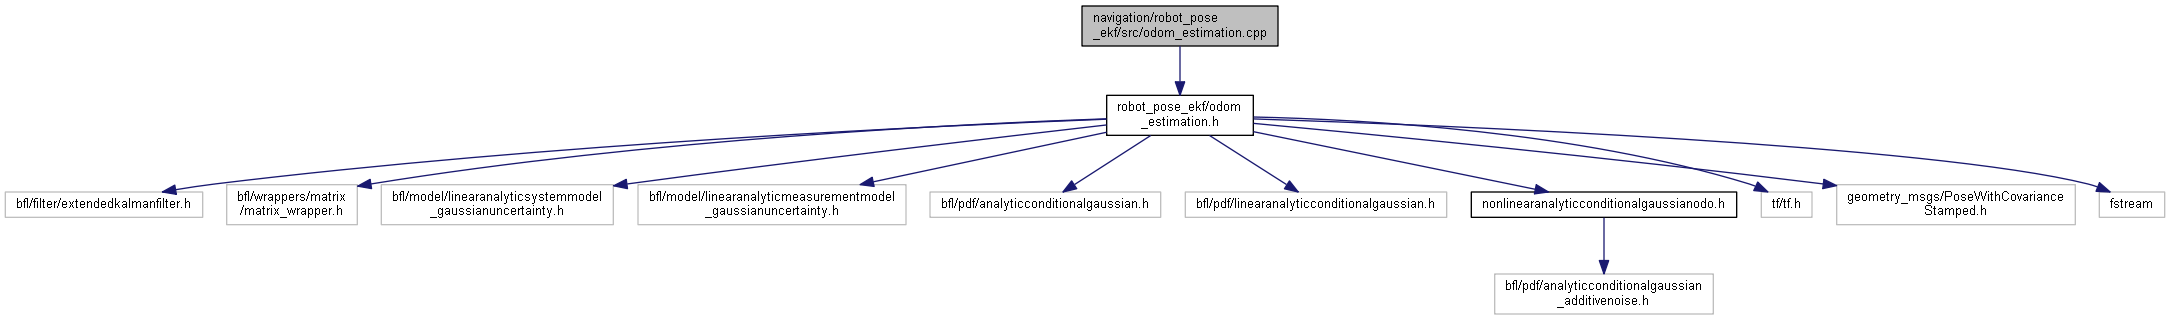 navigation/robot_pose
_ekf/src/odom_estimation.cpp
robot_pose_ekf/odom
_estimation.h
bfl/filter/extendedkalmanfilter.h
bfl/wrappers/matrix
/matrix_wrapper.h
bfl/model/linearanalyticsystemmodel
_gaussianuncertainty.h
bfl/model/linearanalyticmeasurementmodel
_gaussianuncertainty.h
bfl/pdf/analyticconditionalgaussian.h
bfl/pdf/linearanalyticconditionalgaussian.h
nonlinearanalyticconditionalgaussianodo.h
tf/tf.h
geometry_msgs/PoseWithCovariance
Stamped.h
fstream
bfl/pdf/analyticconditionalgaussian
_additivenoise.h